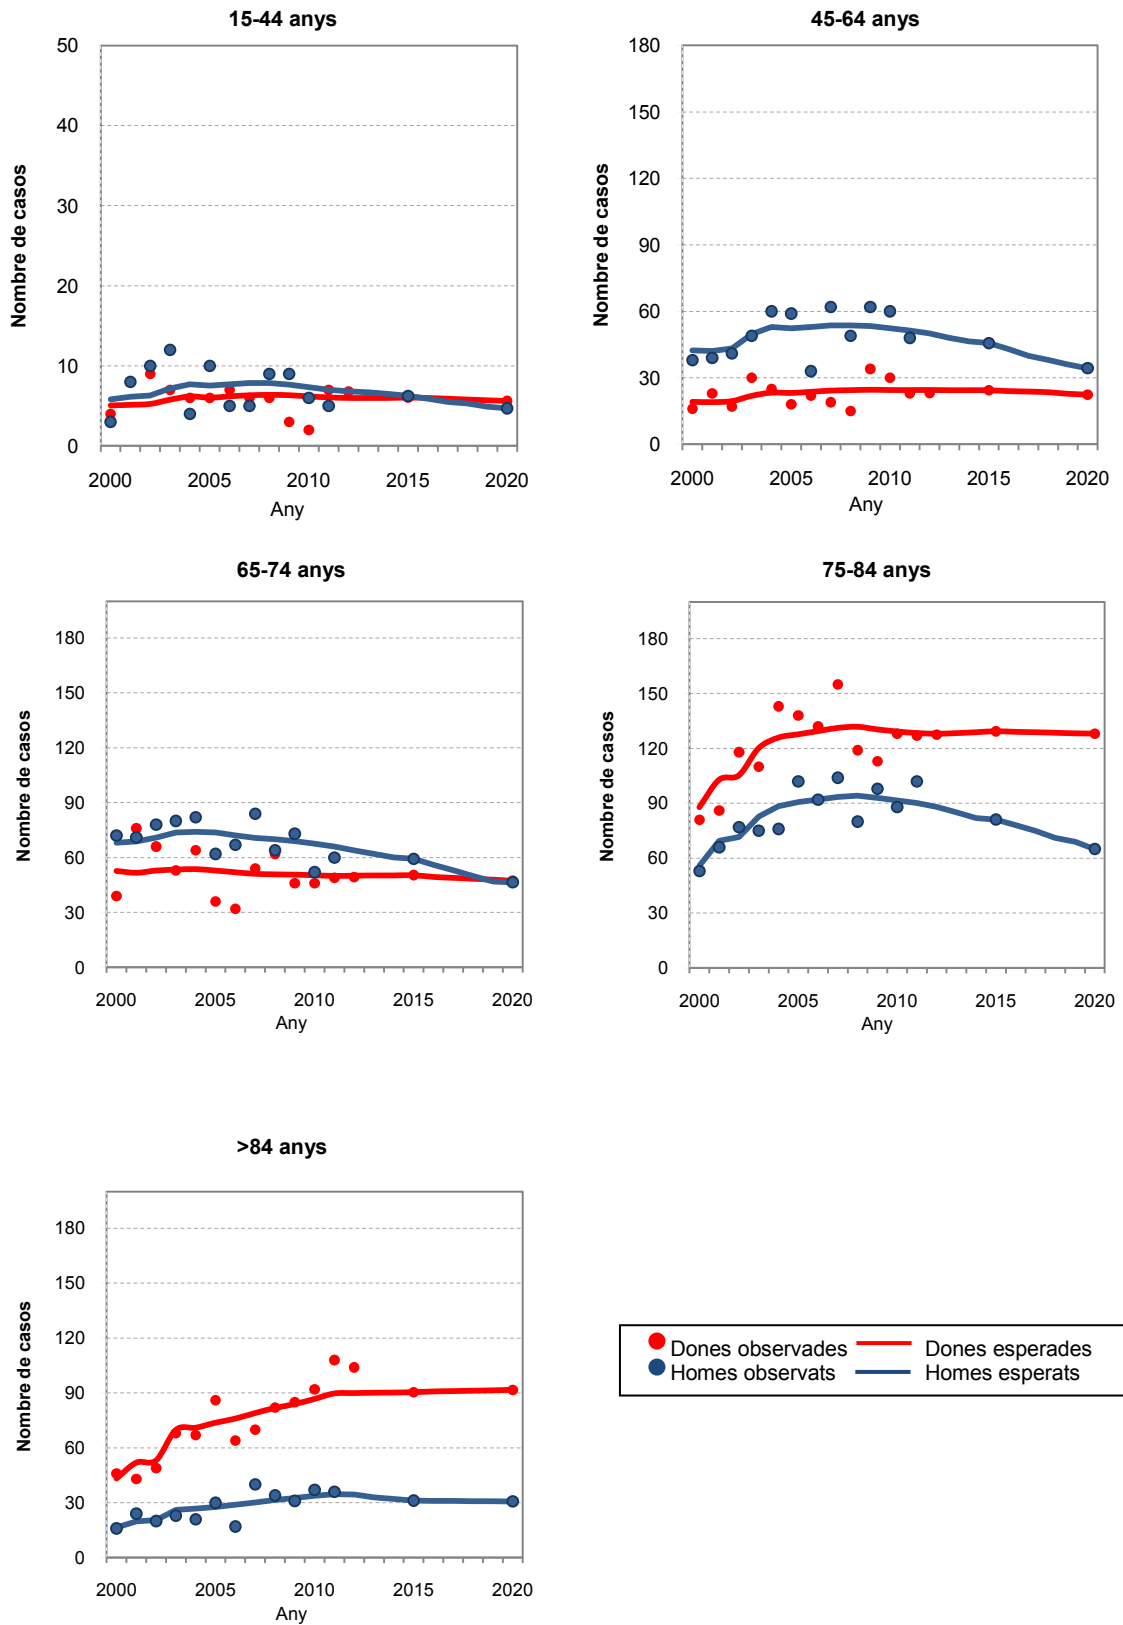 15-44 anys
50
40
30
20
10
0
Nombre de casos
2000 2005 2010 2015 2020
Any
45-64 anys
180
150
120
90
60
30
0
Nombre de casos
2000 2005 2010 2015 2020
Any
65-74 anys
180
150
120
90
60
30
0
Nombre de casos
2000 2005 2010 2015 2020
Any
75-84 anys
180
150
120
90
60
30
0
Nombre de casos
2000 2005 2010 2015 2020
Any
>84 anys
180
150
120
90
60
30
0
Nombre de casos
2000 2005 2010 2015 2020
Any
Dones observades Dones esperades
Homes observats Homes esperats